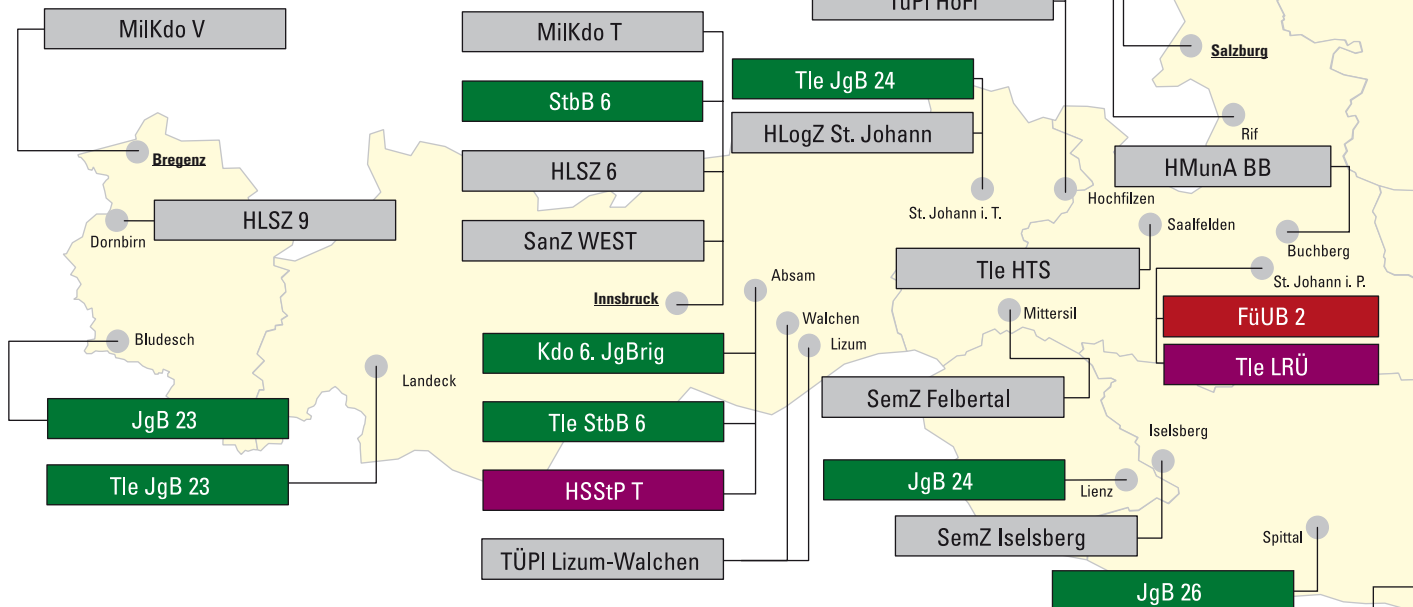 TÜPl HoFi
MilKdo V
MilKdo T
Salzburg
Tle JgB 24
StbB 6
Rif
HLogZ St. Johann
Bregenz
HLSZ 6
HMunA BB
St. Johann i. T.
Hochfilzen
HLSZ 9
Dornbirn
Saalfelden
SanZ WEST
Buchberg
Tle HTS
Absam
St. Johann i. P.
Innsbruck
Mittersil
FüUB 2
Walchen
Bludesch
Lizum
Kdo 6. JgBrig
Tle LRÜ
Landeck
SemZ Felbertal
JgB 23
Tle StbB 6
Iselsberg
Tle JgB 23
HSStP T
JgB 24
Lienz
SemZ Iselsberg
Spittal
TÜPl Lizum-Walchen
JgB 26